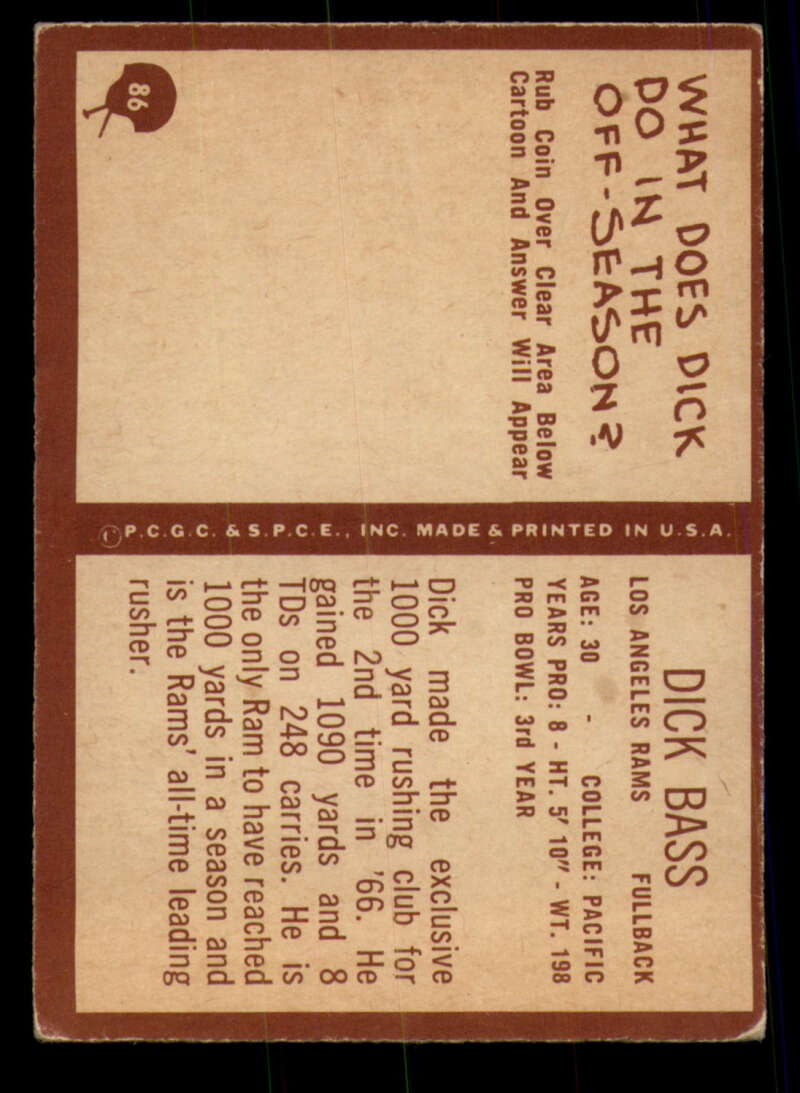 86
WHAT DOES DICK
DO IN THE
OFF-SEASON?
Rub Coin Over Clear Area Below
Cartoon And Answer Will Appear
©P.C.G.C. & S.P.C.E., INC. MADE & PRINTED IN U.S.A.
DICK BASS
LOS ANGELES RAMS FULLBACK
AGE: 30 - COLLEGE: PACIFIC
YEARS PRO: 8 - HT. 5' 10" - WT. 198
PRO BOWL: 3rd YEAR
Dick made the exclusive
1000 yard rushing club for
the 2nd time in '66. He
gained 1090 yards and 8
TDs on 248 carries. He is
the only Ram to have reached
1000 yards in a season and
is the Rams' all-time leading
rusher.